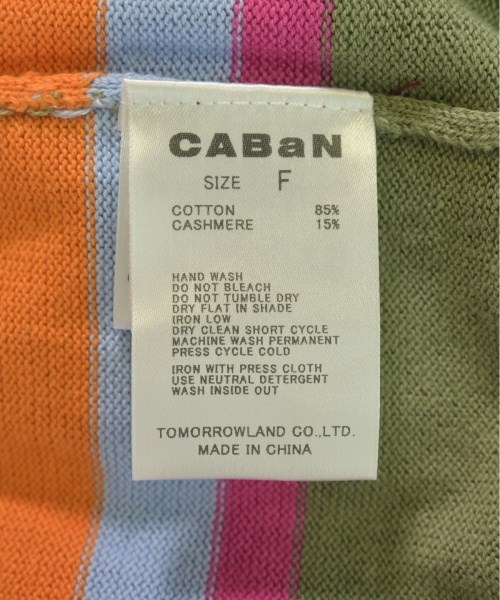 CABaN
SIZE F
COTTON 85%
CASHMERE 15%
HAND WASH
DO NOT BLEACH
DO NOT TUMBLE DRY
DRY FLAT IN SHADE
IRON LOW
DRY CLEAN SHORT CYCLE
MACHINE WASH PERMANENT
PRESS CYCLE COLD
IRON WITH PRESS CLOTH
USE NEUTRAL DETERGENT
WASH INSIDE OUT
TOMORROWLAND CO.,LTD.
MADE IN CHINA